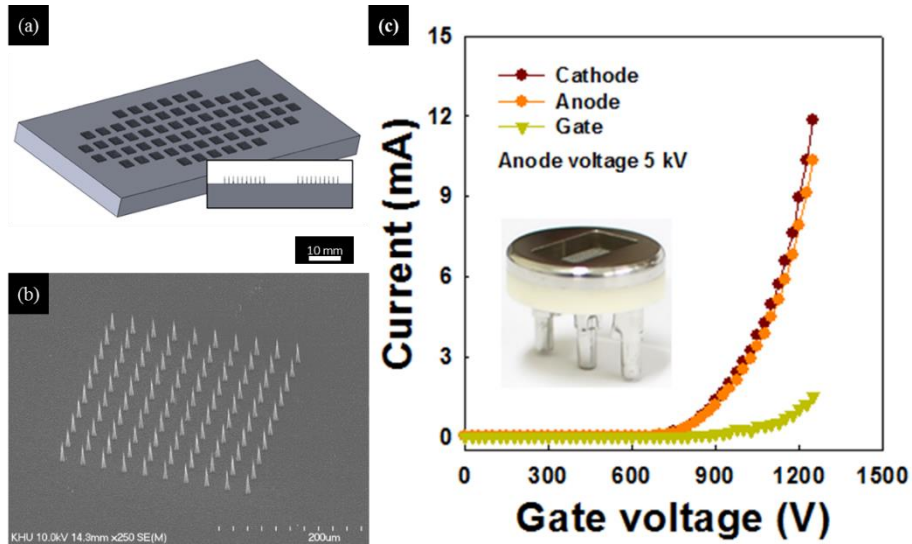 (a)
10 mm
(b)
KHU 10.0kV 14.3mm x250 SE(M)
200um
(c)
15
12
9
6
3
0
Current (mA)
Cathode
Anode
Gate
Anode voltage 5 kV
0 300 600 900 1200 1500
Gate voltage (V)